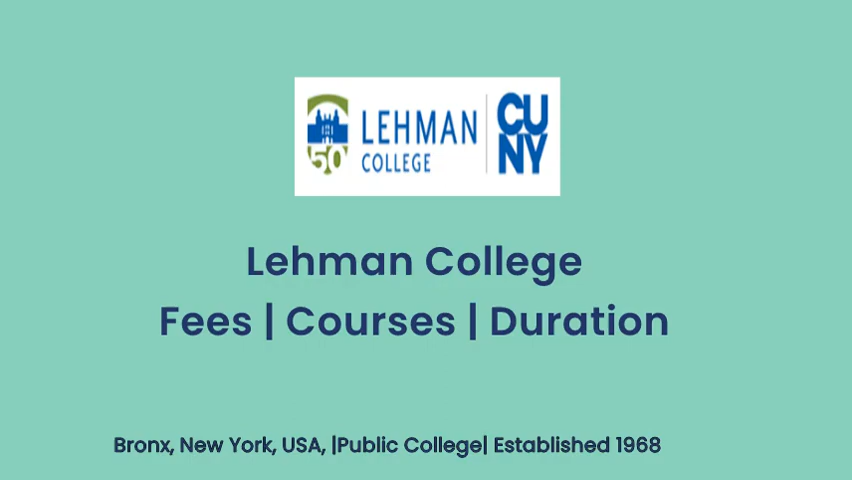 50
LEHMAN
COLLEGE
CU
NY
Lehman College
Fees | Courses | Duration
Bronx, New York, USA, |Public College| Established 1968